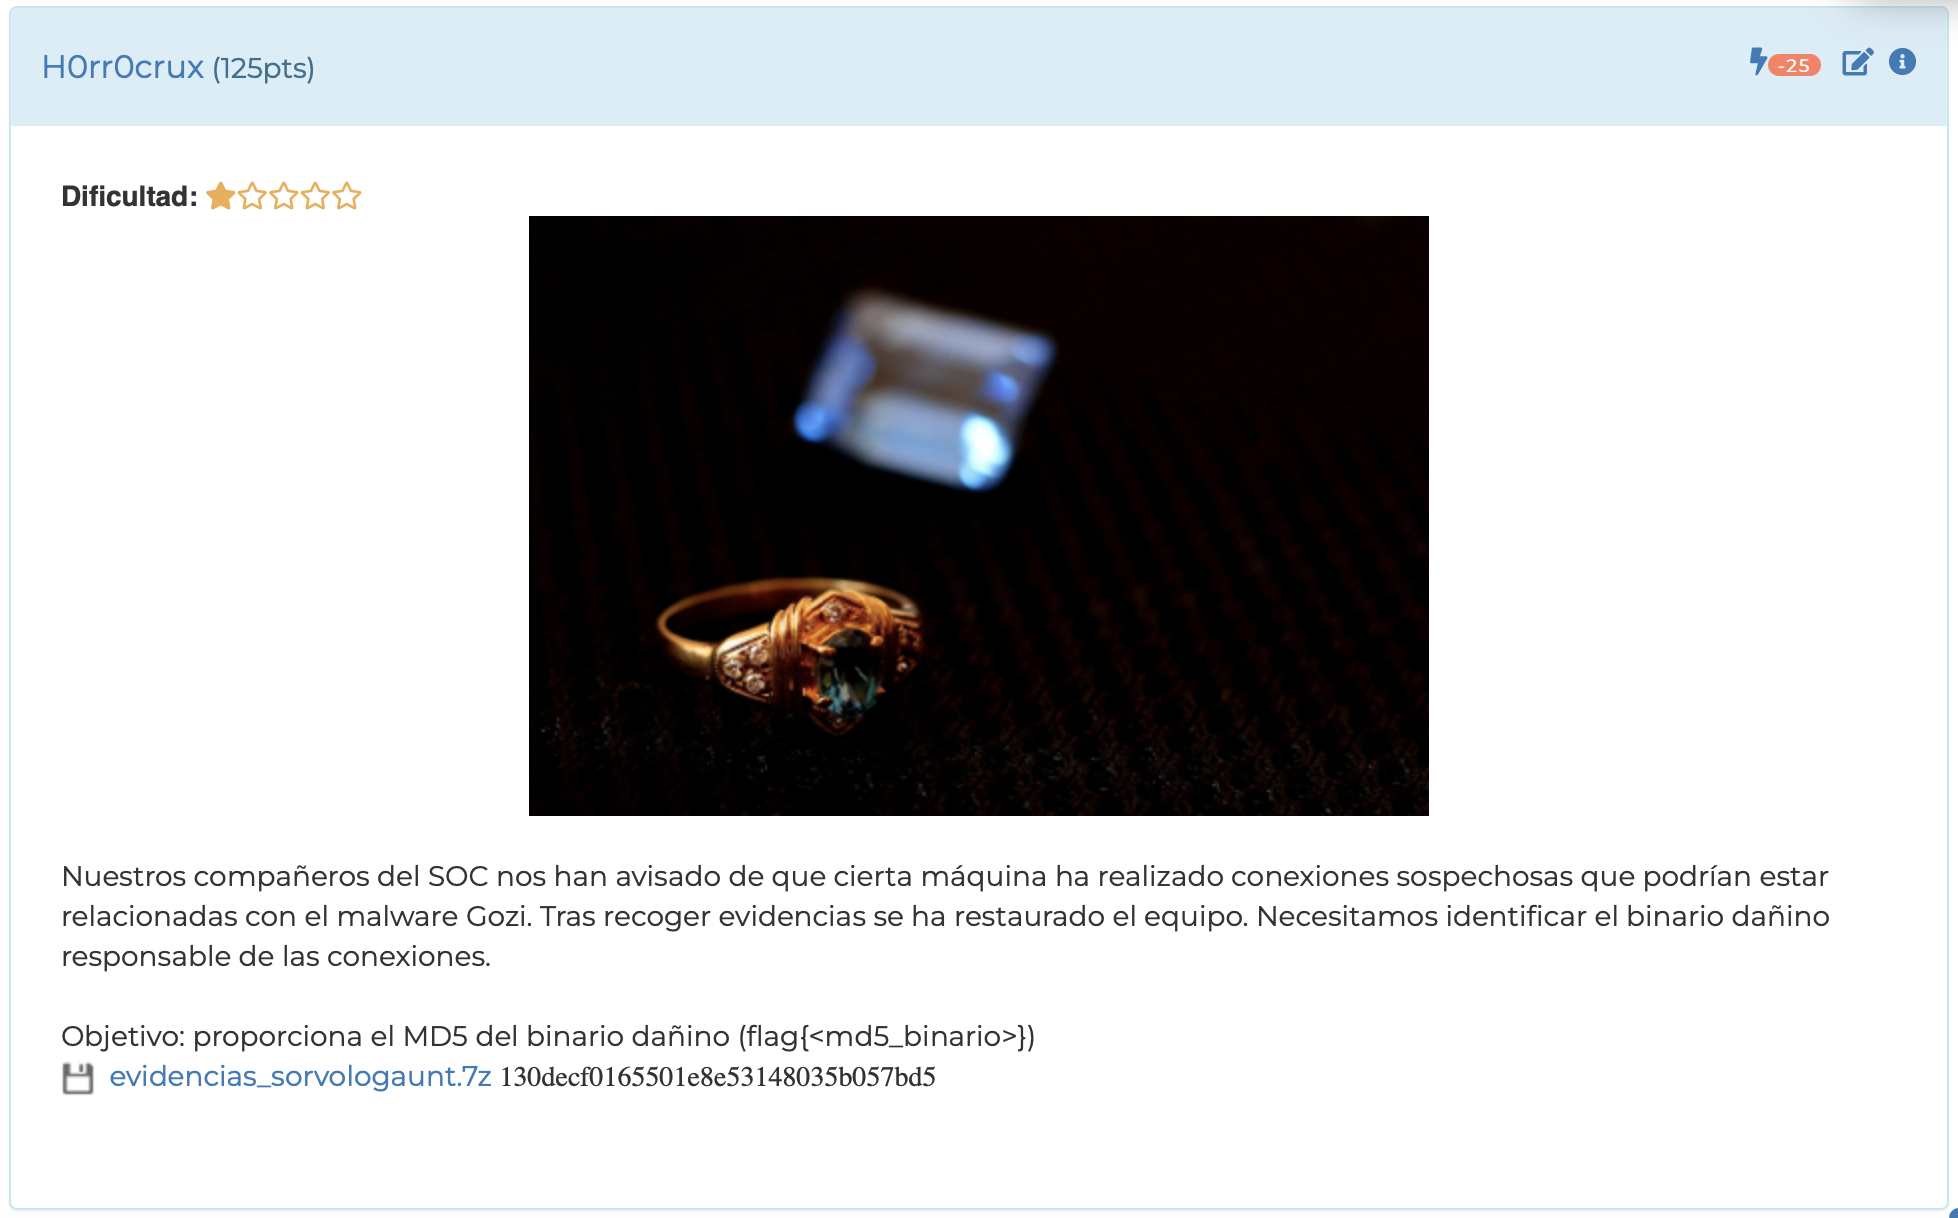 H0rr0crux (125pts)
-25
Dificultad:
Nuestros compañeros del SOC nos han avisado de que cierta máquina ha realizado conexiones sospechosas que podrían estar
relacionadas con el malware Gozi. Tras recoger evidencias se ha restaurado el equipo. Necesitamos identificar el binario dañino
responsable de las conexiones.
Objetivo: proporciona el MD5 del binario dañino (flag{<md5_binario>})
evidencias_sorvologaunt.7z 130decf0165501e8e53148035b057bd5